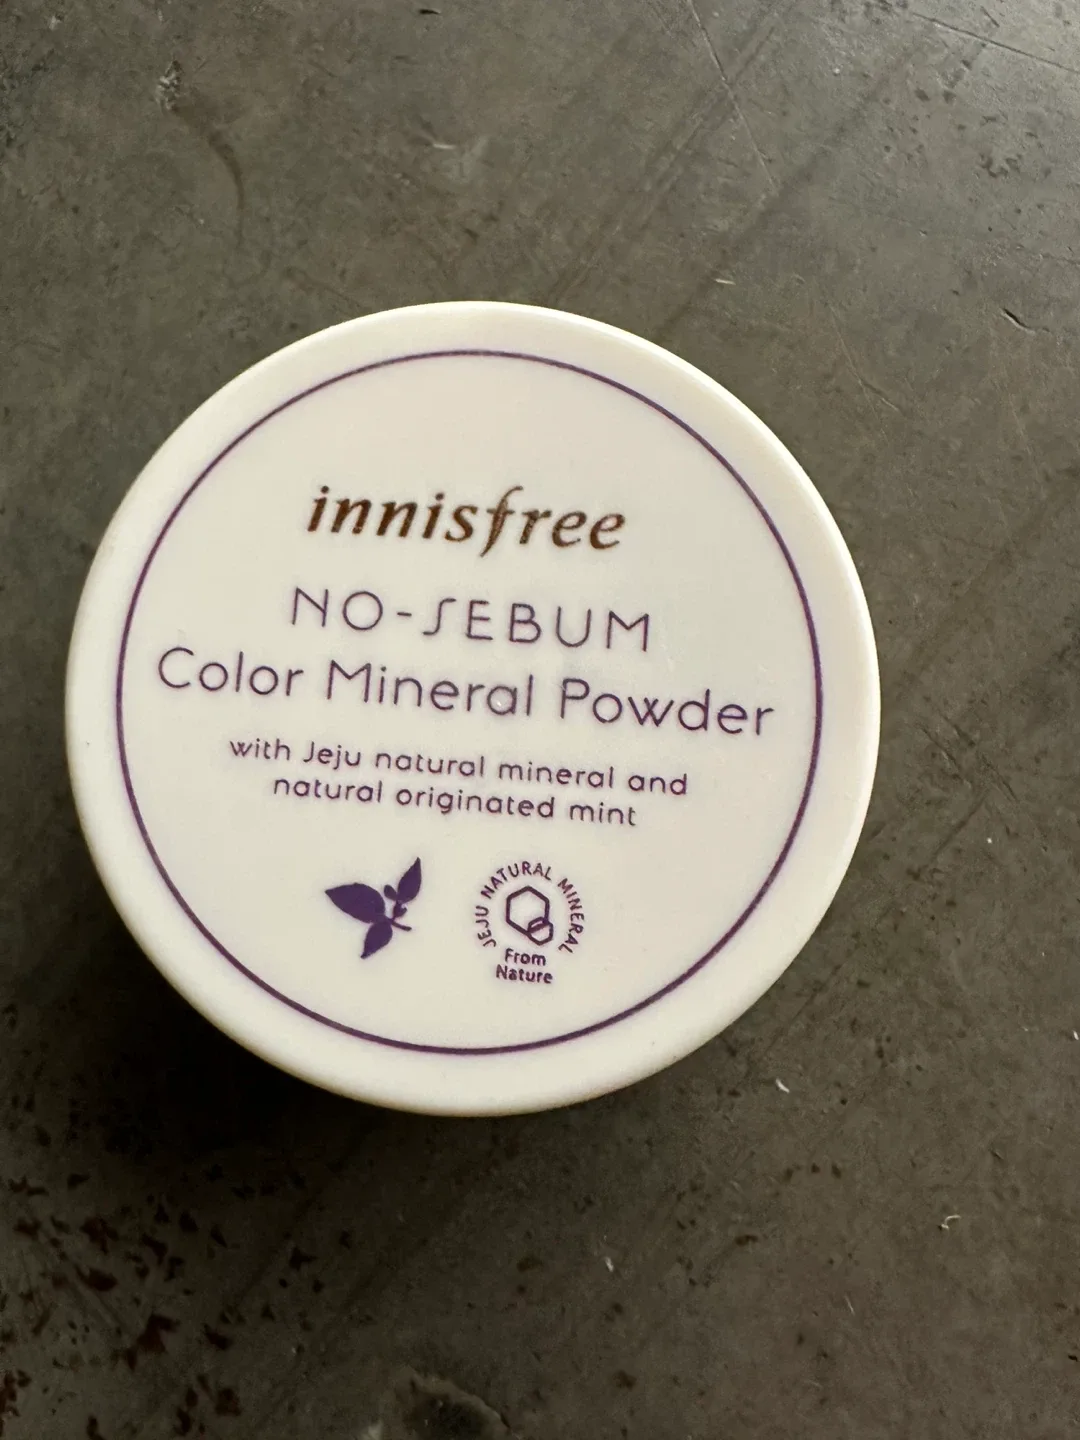 innisfree
NO-SEBUM
Color Mineral Powder
with Jeju natural mineral and
natural originated mint
JEJU NATURAL MINERAL
From
Nature